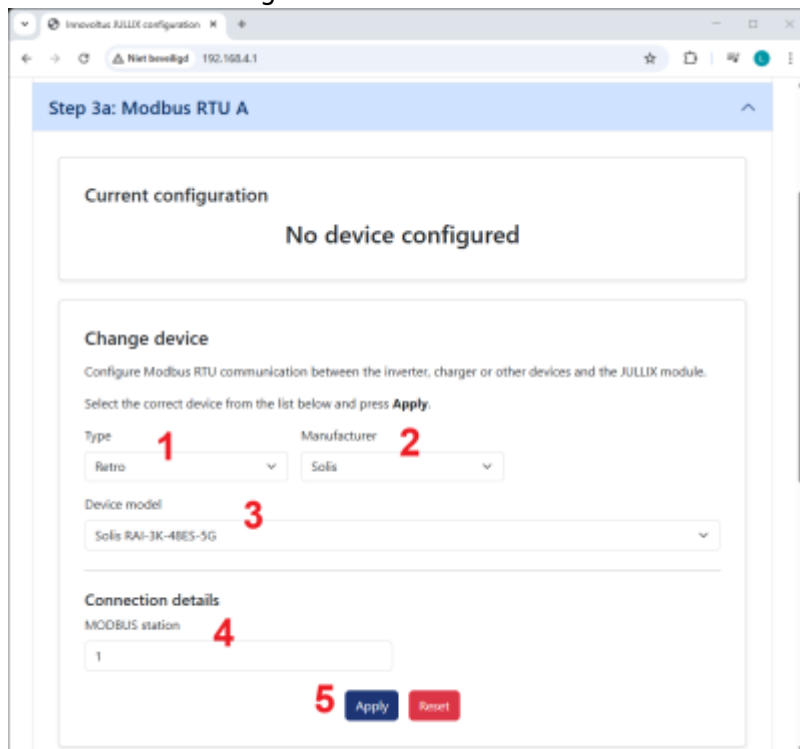 Innovoltus JULLIX configuration
Niet beveiligd 192.168.4.1
Step 3a: Modbus RTU A
Current configuration
No device configured
Change device
Configure Modbus RTU communication between the inverter, charger or other devices and the JULLIX module.
Select the correct device from the list below and press Apply.
Type 1 Manufacturer 2
Retro Solis
Device model 3
Solis RAI-3K-48ES-5G
Connection details
MODBUS station 4
1
5 Apply Reset